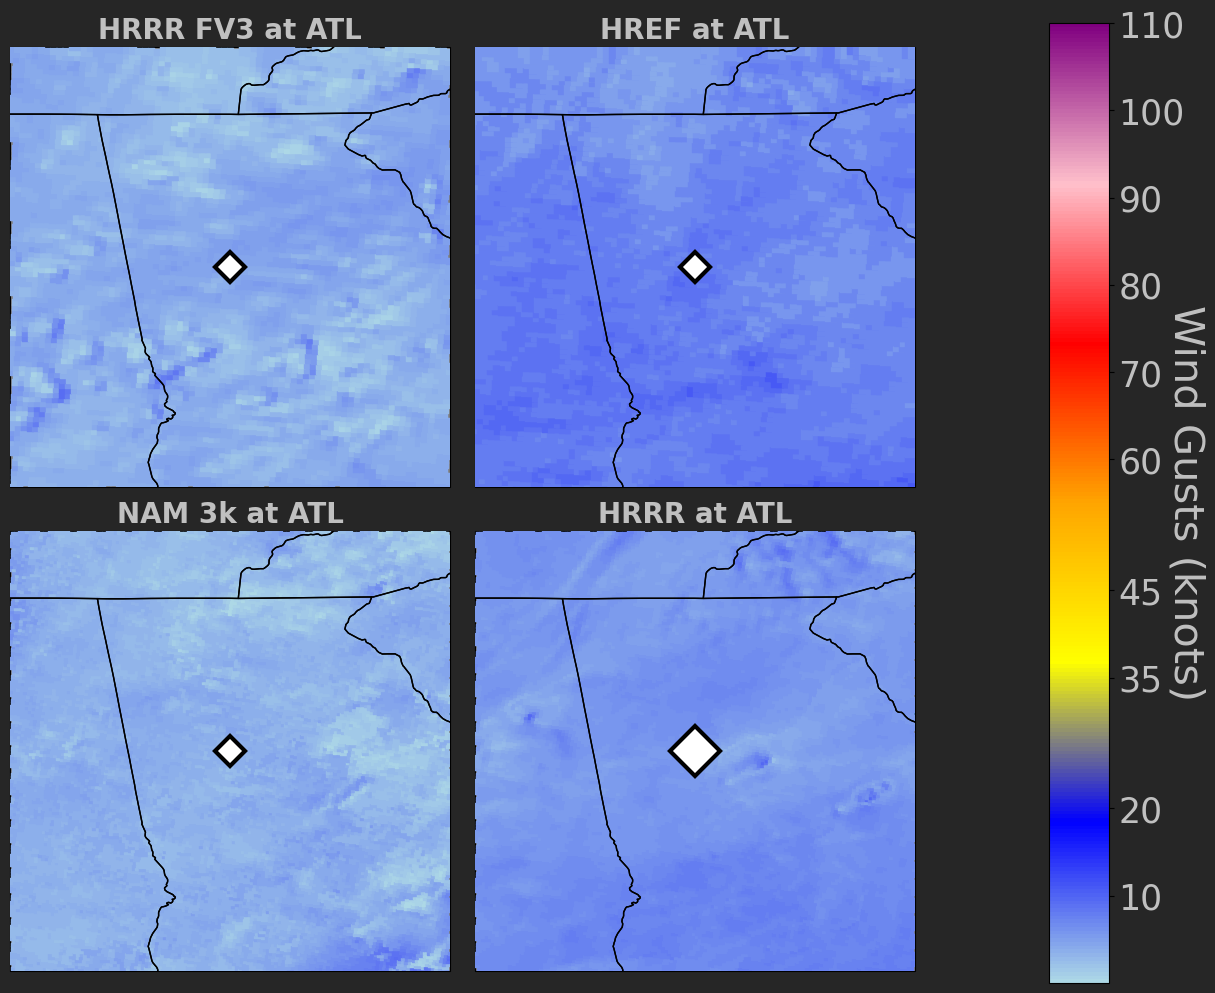 HRRR FV3 at ATL
HREF at ATL
NAM 3k at ATL
HRRR at ATL
110
100
90
80
70
60
45
35
20
10
Wind Gusts (knots)